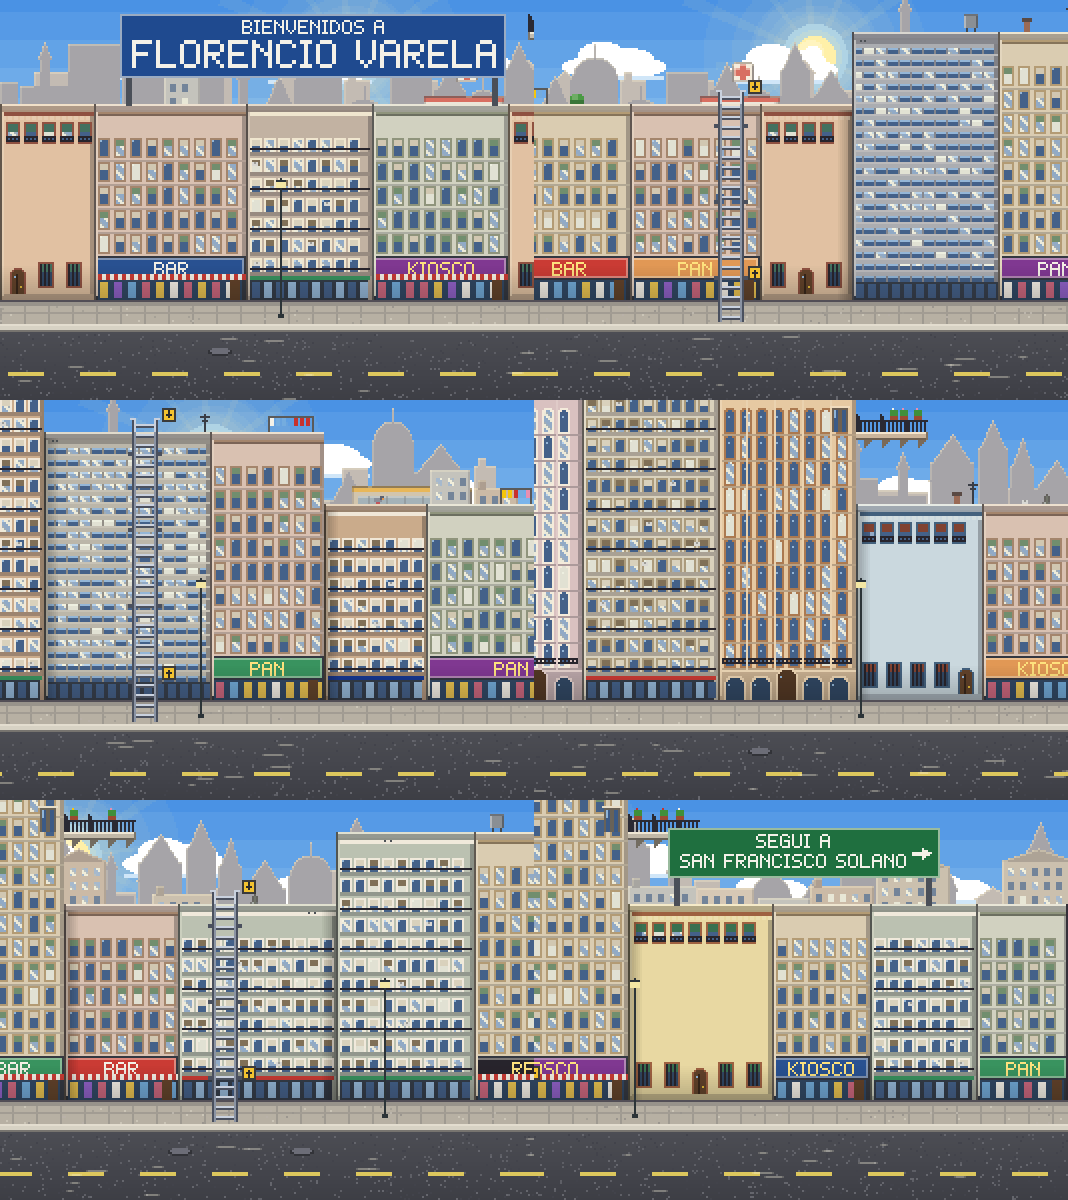 BIENVENIDOS A
FLORENCIO VARELA
BAR
KIOSCO
BAR
PAN
PAN
PAN
PAN
KIOSC
BAR
BAR
SEGUI A
SAN FRANCISCO SOLANO
KIOSCO
PAN